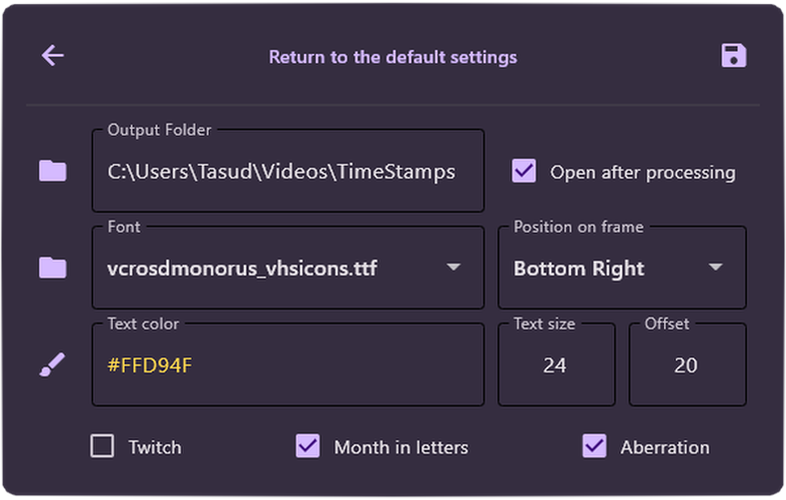 Return to the default settings
Output Folder
C:\Users\Tasud\Videos\TimeStamps
Open after processing
Font
vcrosdmonorus_vhsicons.ttf
Position on frame
Bottom Right
Text color
#FFD94F
Text size
24
Offset
20
Twitch
Month in letters
Aberration